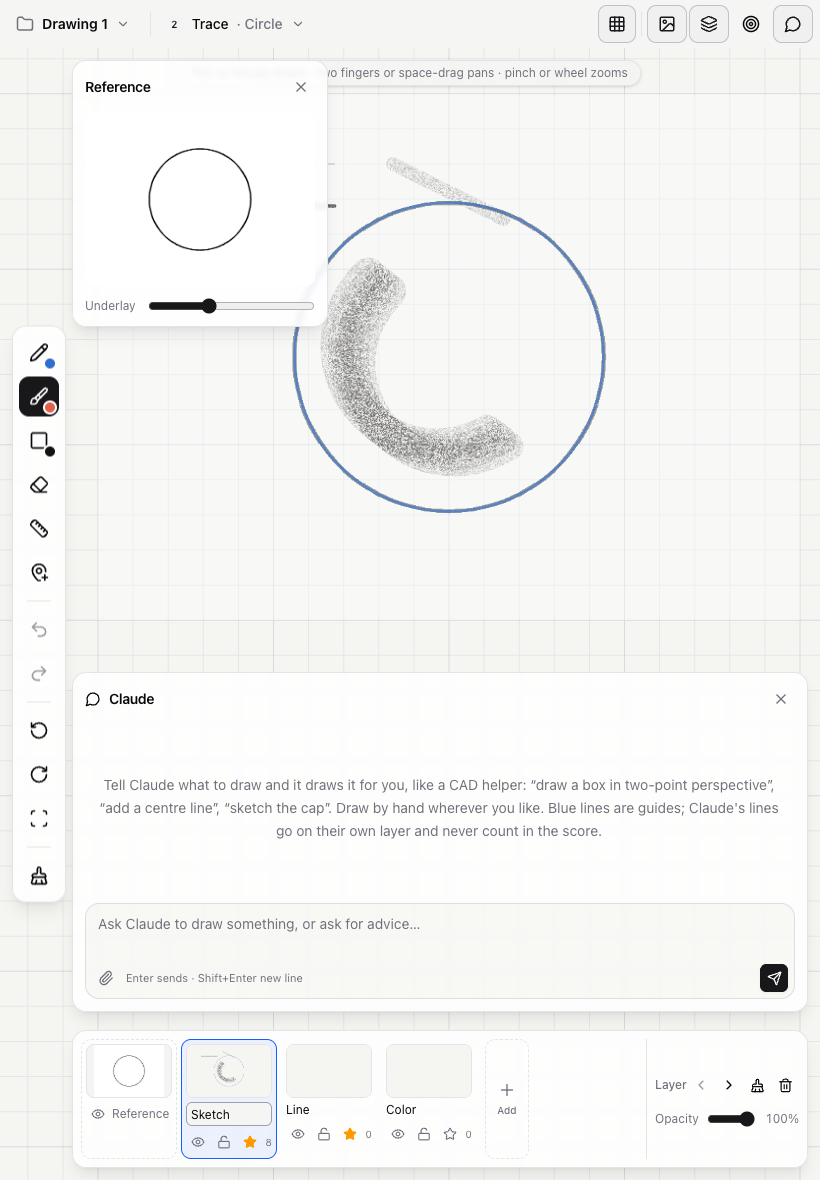 Drawing 1
2 Trace · Circle
Reference
two fingers or space-drag pans · pinch or wheel zooms
Underlay
Claude
Tell Claude what to draw and it draws it for you, like a CAD helper: “draw a box in two-point perspective”,
“add a centre line”, “sketch the cap”. Draw by hand wherever you like. Blue lines are guides; Claude's lines
go on their own layer and never count in the score.
Ask Claude to draw something, or ask for advice...
Enter sends · Shift+Enter new line
Reference
Sketch
8
Line
0
Color
0
Add
Layer
Opacity 100%